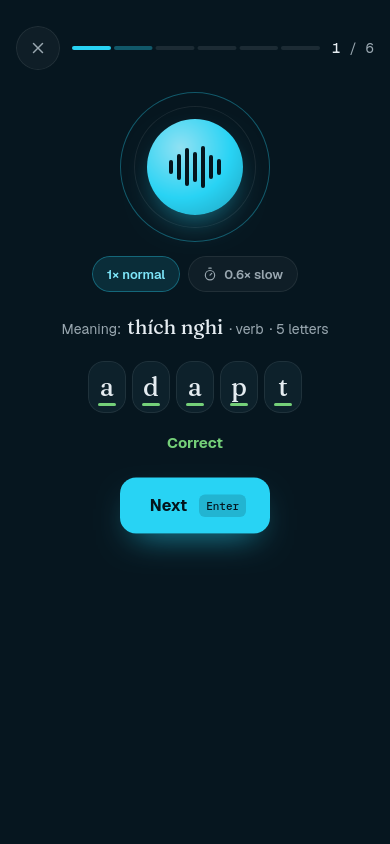 1 / 6
1× normal
0.6× slow
Meaning: thích nghi · verb · 5 letters
a d a p t
Correct
Next Enter